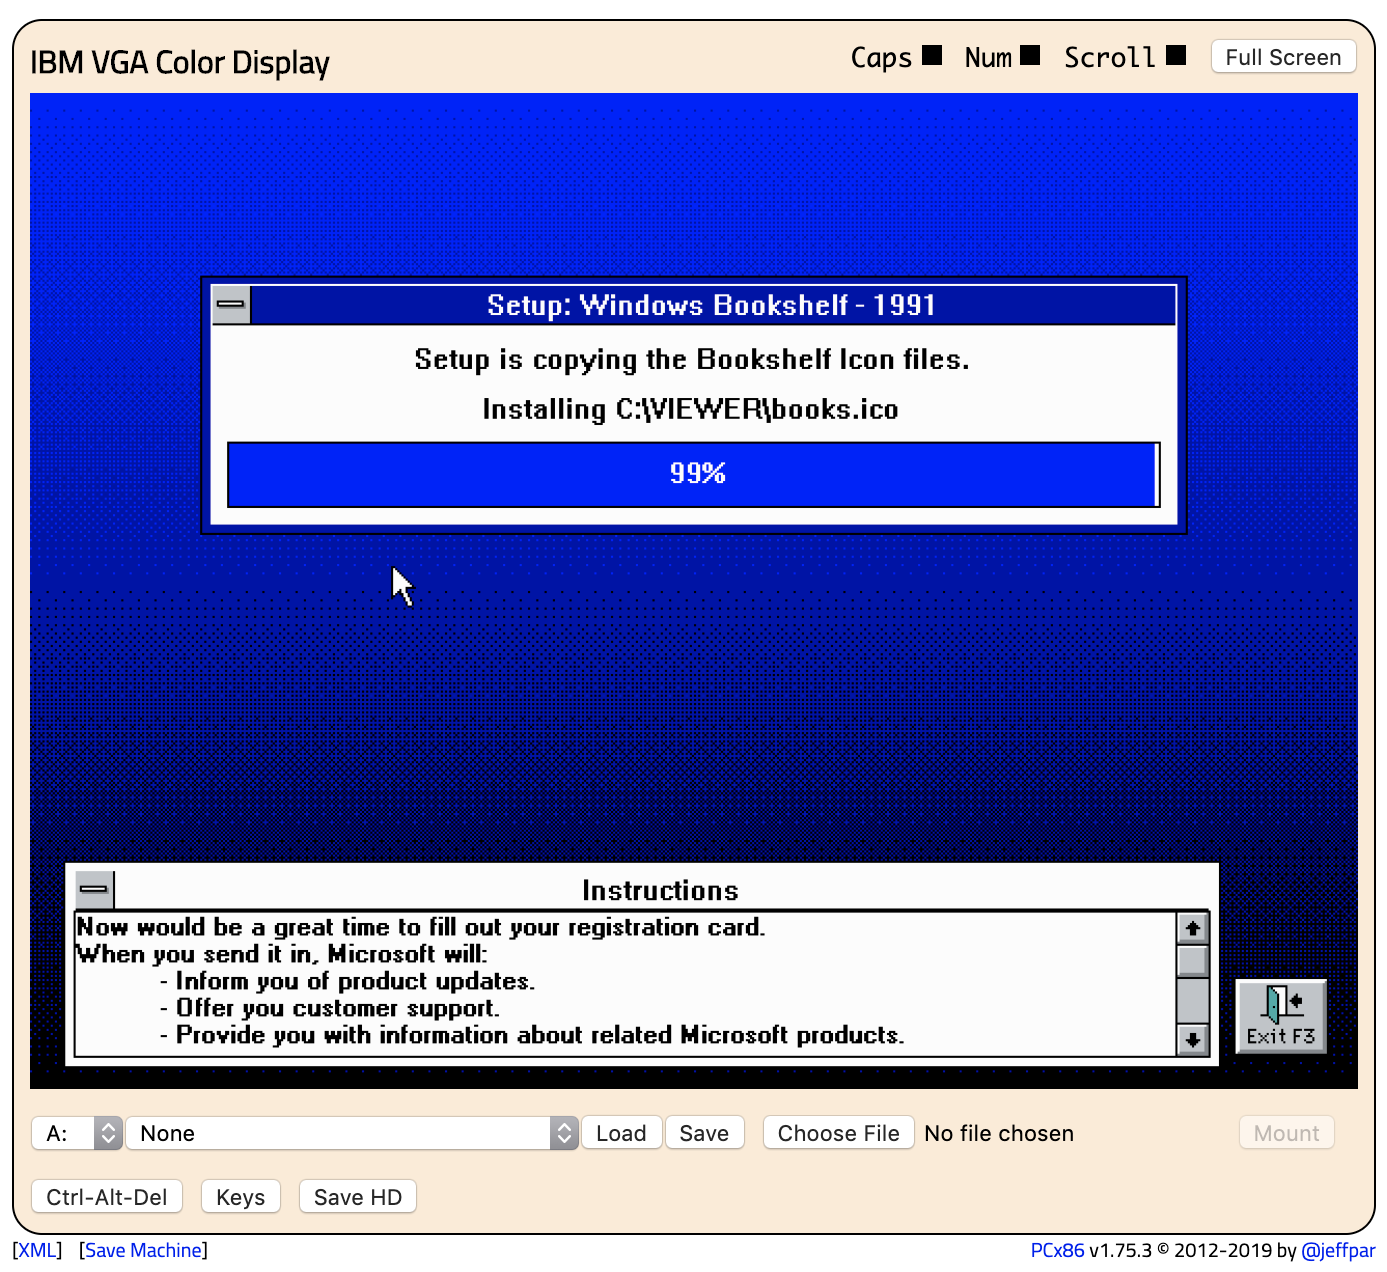 IBM VGA Color Display
Caps Num Scroll Full Screen
Setup: Windows Bookshelf - 1991
Setup is copying the Bookshelf Icon files.
Installing C:\VIEWER\books.ico
99%
Instructions
Now would be a great time to fill out your registration card.
When you send it in, Microsoft will:
- Inform you of product updates.
- Offer you customer support.
- Provide you with information about related Microsoft products.
Exit F3
A: None Load Save Choose File No file chosen Mount
Ctrl-Alt-Del Keys Save HD
[XML] [Save Machine] PCx86 v1.75.3 © 2012-2019 by @jeffpar